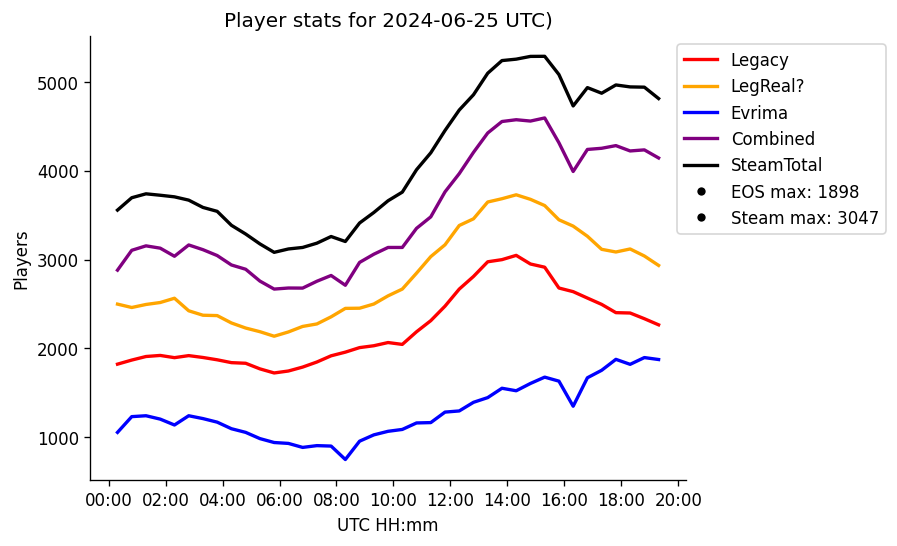 Player stats for 2024-06-25 UTC)
Legacy
LegReal?
Evrima
Combined
SteamTotal
EOS max: 1898
Steam max: 3047
5000
4000
3000
2000
1000
Players
00:00 02:00 04:00 06:00 08:00 10:00 12:00 14:00 16:00 18:00 20:00
UTC HH:mm